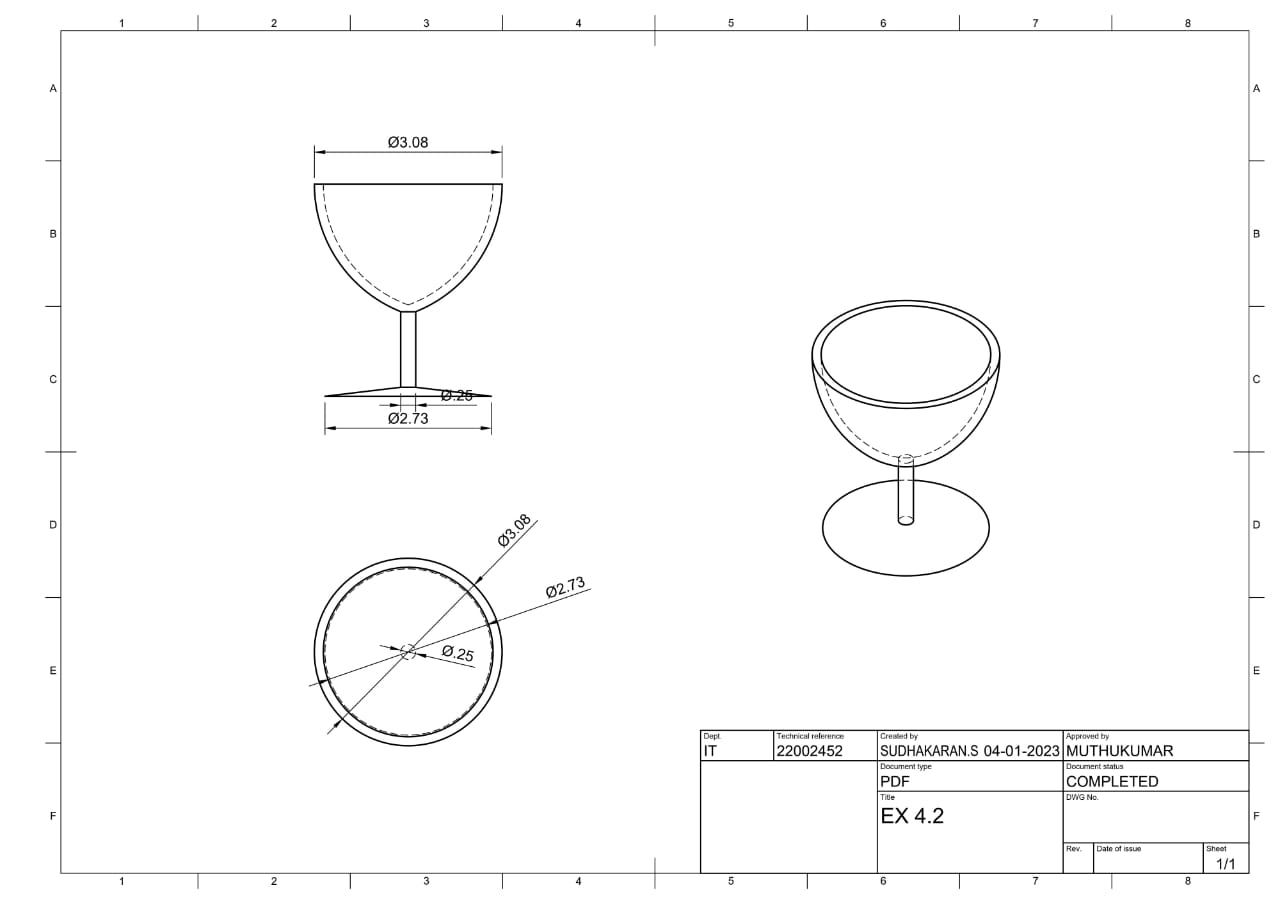 1 2 3 4 5 6 7 8
A A
Ø3.08
B B
C C
Ø.25
Ø2.73
D D
Ø3.08
Ø2.73
Ø.25
E E
Dept. Technical reference Created by Approved by
IT 22002452 SUDHAKARAN.S 04-01-2023 MUTHUKUMAR
Document type Document status
PDF COMPLETED
Title DWG No.
EX 4.2
F F
Rev. Date of issue Sheet
1/1
1 2 3 4 5 6 7 8